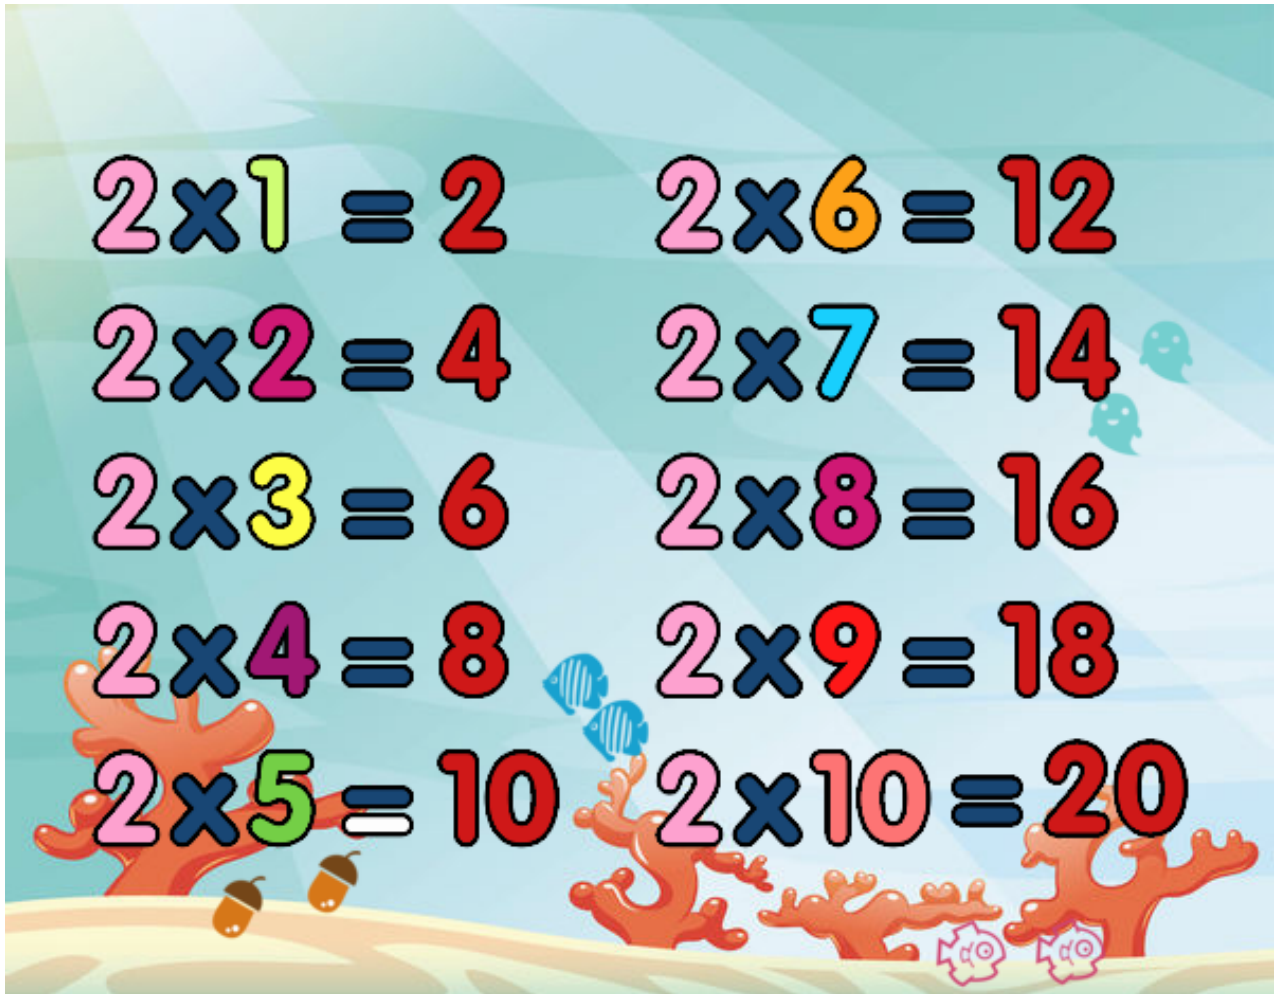 2x1 = 2
2x2 = 4
2x3 = 6
2x4 = 8
2x5 = 10
2x6 = 12
2x7 = 14
2x8 = 16
2x9 = 18
2x10 = 20